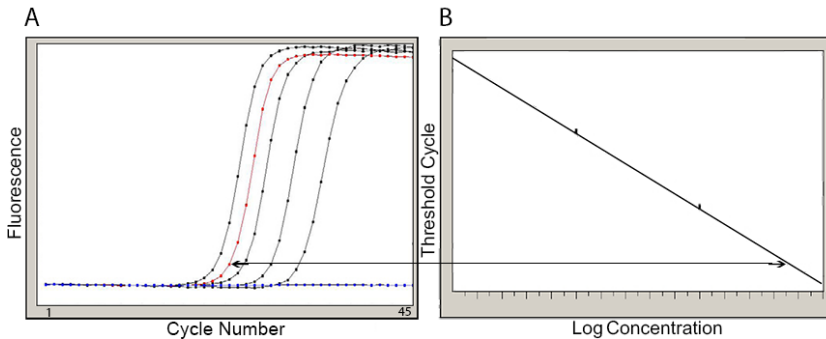 A
Fluorescence
1
45
Cycle Number
B
Threshold Cycle
Log Concentration